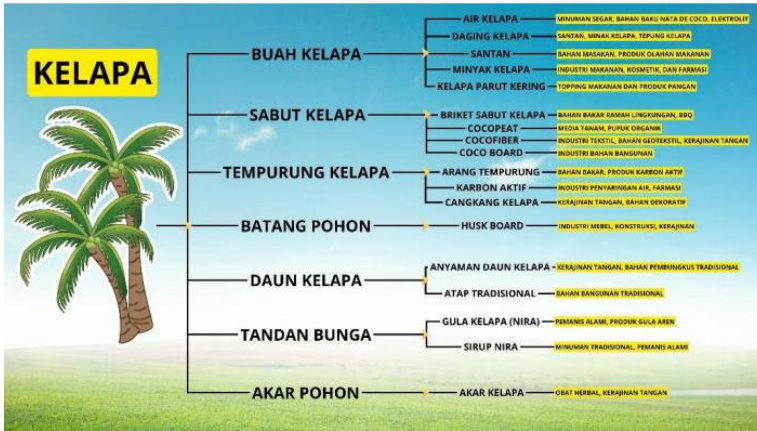 KELAPA
BUAH KELAPA
AIR KELAPA
MINUMAN SEGAR, BAHAN BAKU NATA DE COCO, ELEKTROLIT
DAGING KELAPA
SANTAN, MINAK KELAPA, TEPUNG KELAPA
SANTAN
BAHAN MASAKAN, PRODUK OLAHAN MAKANAN
MINYAK KELAPA
INDUSTRI MAKANAN, KOSMETIK, DAN FARMASI
KELAPA PARUT KERING
TOPPING MAKANAN DAN PRODUK PANGAN
SABUT KELAPA
BRIKET SABUT KELAPA
BAHAN BAKAR RAMAH LINGKUNGAN, BBQ
COCOPEAT
MEDIA TANAM, PUPUK ORGANIK
COCOFIBER
INDUSTRI TEKSTIL, BAHAN GEOTEKSTIL, KERAJINAN TANGAN
COCO BOARD
INDUSTRI BAHAN BANGUNAN
TEMPURUNG KELAPA
ARANG TEMPURUNG
BAHAN BAKAR, PRODUK KARBON AKTIF
KARBON AKTIF
INDUSTRI PENYARINGAN AIR, FARMASI
CANGKANG KELAPA
KERAJINAN TANGAN, BAHAN DEKORATIF
BATANG POHON
HUSK BOARD
INDUSTRI MEBEL, KONSTRUKSI, KERAJINAN
DAUN KELAPA
ANYAMAN DAUN KELAPA
KERAJINAN TANGAN, BAHAN PEMBUNGKUS TRADISIONAL
ATAP TRADISIONAL
BAHAN BANGUNAN TRADISIONAL
TANDAN BUNGA
GULA KELAPA (NIRA)
PEMANIS ALAMI, PRODUK GULA AREN
SIRUP NIRA
MINUMAN TRADISIONAL, PEMANIS ALAMI
AKAR POHON
AKAR KELAPA
OBAT HERBAL, KERAJINAN TANGAN